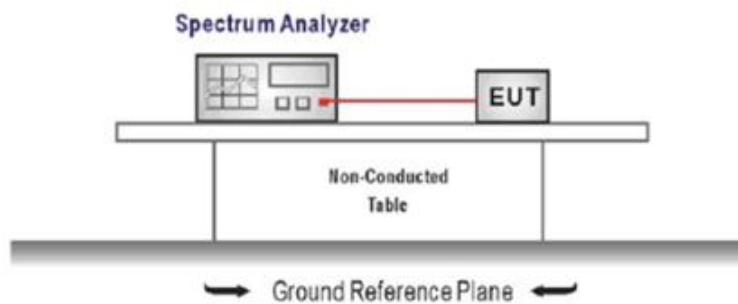 Spectrum Analyzer
EUT
Non-Conducted
Table
Ground Reference Plane